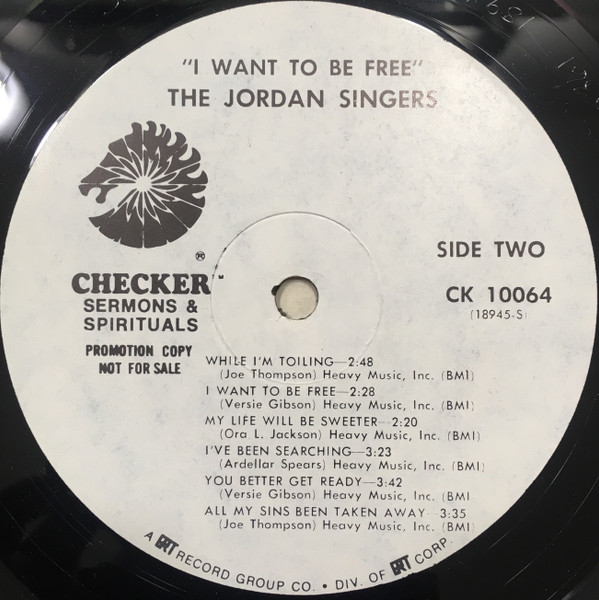 "I WANT TO BE FREE"
THE JORDAN SINGERS
®
CHECKER™
SERMONS &
SPIRITUALS
PROMOTION COPY
NOT FOR SALE
SIDE TWO
CK 10064
(18945-S)
WHILE I'M TOILING—2:48
(Joe Thompson) Heavy Music, Inc. (BMI)
I WANT TO BE FREE—2:28
(Versie Gibson) Heavy Music, Inc. (BMI)
MY LIFE WILL BE SWEETER—2:20
(Ora L. Jackson) Heavy Music, Inc. (BMI)
I'VE BEEN SEARCHING—3:23
(Ardellar Spears) Heavy Music, Inc. (BMI)
YOU BETTER GET READY—3:42
(Versie Gibson) Heavy Music, Inc. (BMI
ALL MY SINS BEEN TAKEN AWAY—3:35
(Joe Thompson) Heavy Music, Inc. (BMI)
A GRT RECORD GROUP CO. • DIV. OF GRT CORP.